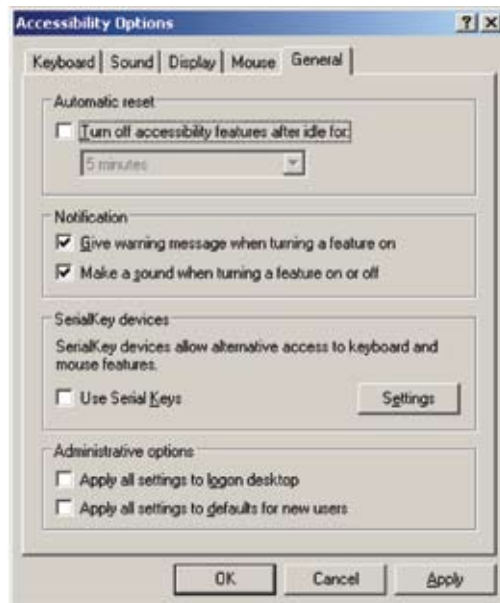 Accessibility Options
Keyboard Sound Display Mouse General
Automatic reset
Turn off accessibility features after idle for:
5 minutes
Notification
Give warning message when turning a feature on
Make a sound when turning a feature on or off
SerialKey devices
SerialKey devices allow alternative access to keyboard and
mouse features.
Use Serial Keys Settings
Administrative options
Apply all settings to logon desktop
Apply all settings to defaults for new users
OK Cancel Apply